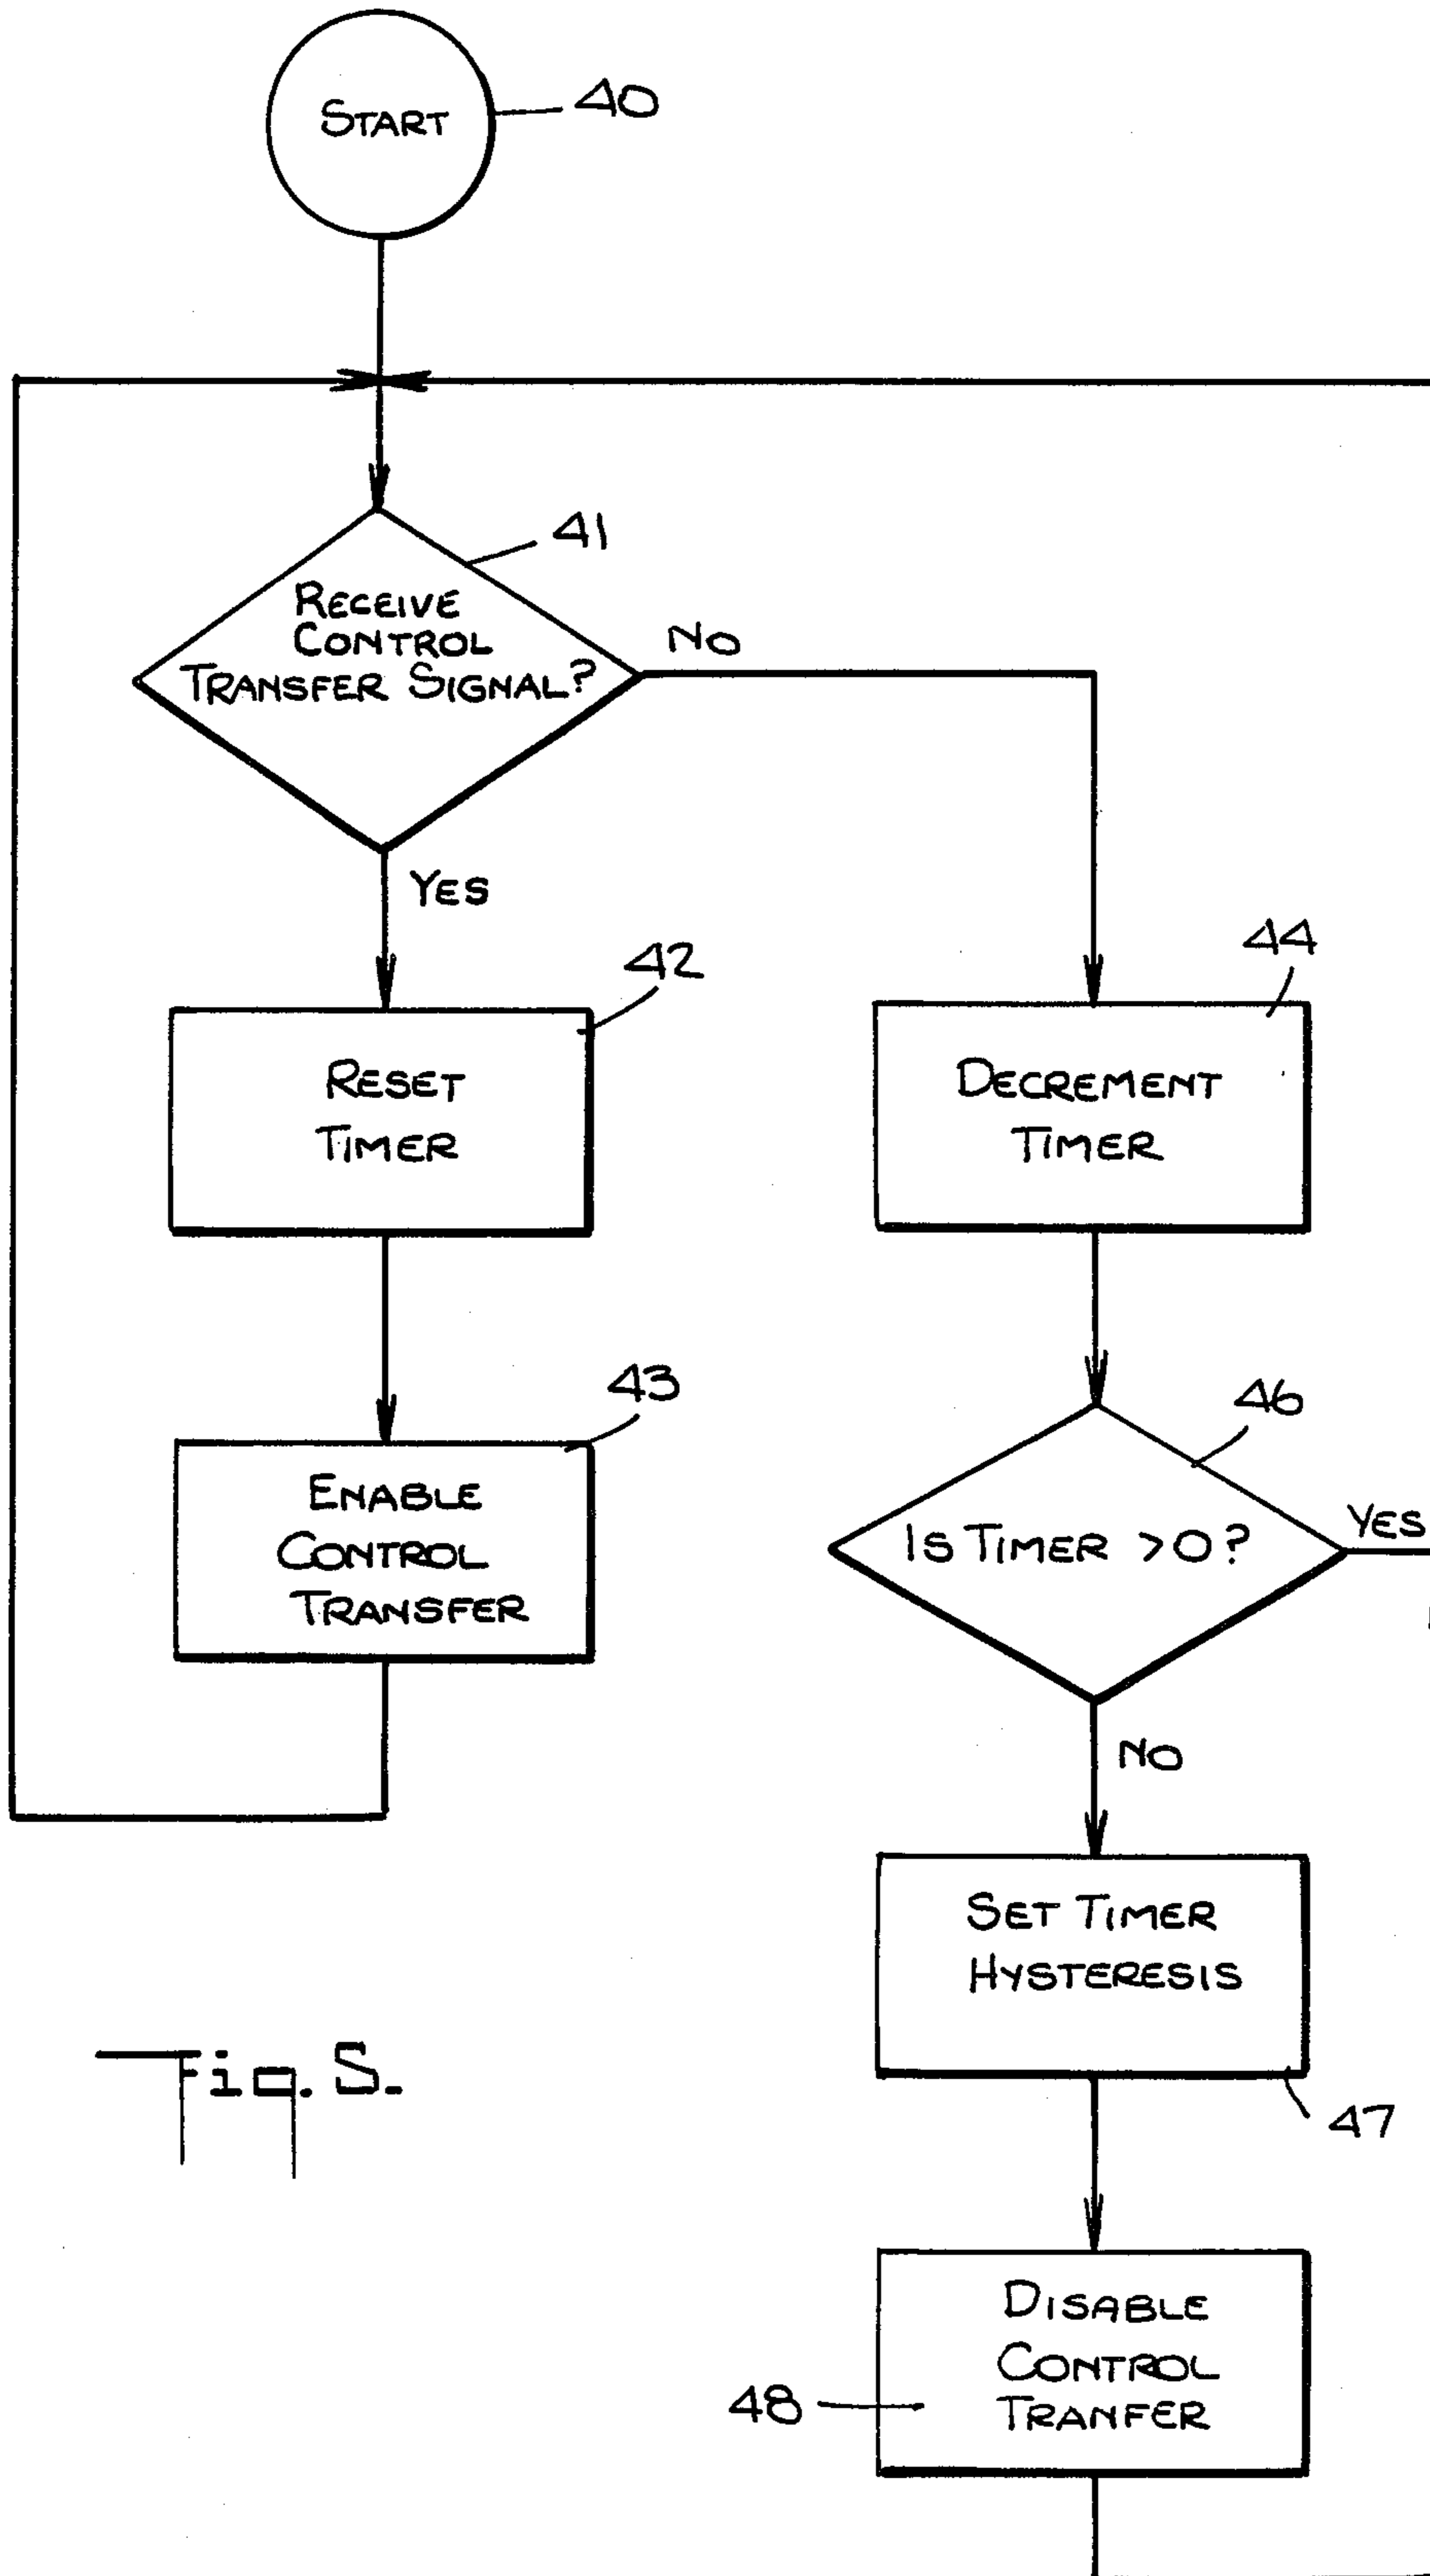 START
40
41
RECEIVE
CONTROL
TRANSFER SIGNAL?
NO
YES
42
RESET
TIMER
44
DECREMENT
TIMER
43
ENABLE
CONTROL
TRANSFER
46
IS TIMER >0?
YES
NO
SET TIMER
HYSTERESIS
47
Fig. 5.
DISABLE
CONTROL
TRANFER
48